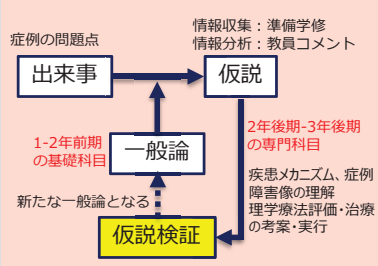 症例の問題点
情報収集：準備学修
情報分析：教員コメント
出来事
仮説
1-2年前期
の基礎科目
一般論
2年後期-3年後期
の専門科目
疾患メカニズム、症例
障害像の理解
理学療法評価・治療
の考案・実行
新たな一般論となる
仮説検証